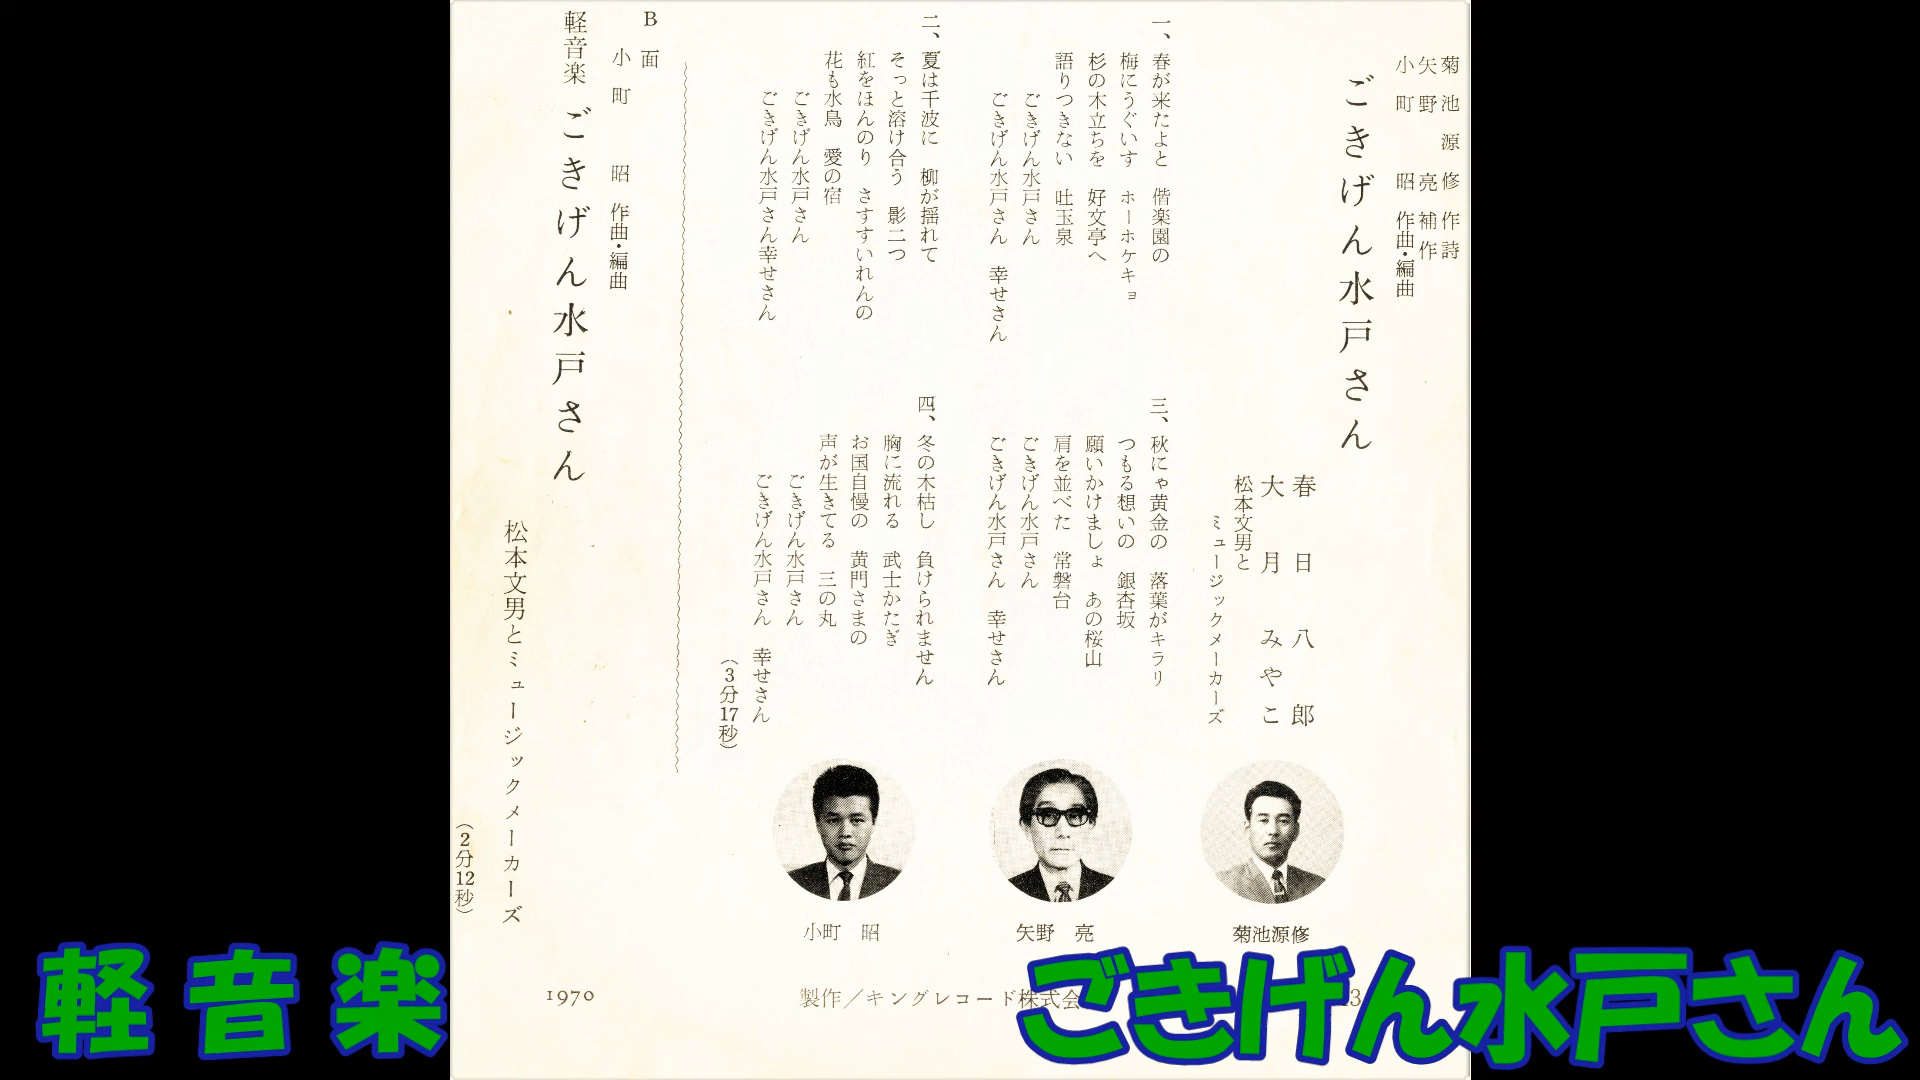 菊池源修 作詩
矢野 亮 補作
小町 昭 作曲・編曲
ごきげん水戸さん
春日八郎
大月みやこ
松本文男と
ミュージックメーカーズ
一、春が来たよと 偕楽園の
梅にうぐいす ホーホケキョ
杉の木立ちを 好文亭へ
語りつきない 吐玉泉
ごきげん水戸さん
ごきげん水戸さん 幸せさん
二、夏は千波に 柳が揺れて
そっと溶け合う 影二つ
紅をほんのり さすすいれんの
花も水鳥 愛の宿
ごきげん水戸さん
ごきげん水戸さん幸せさん
三、秋にゃ黄金の 落葉がキラリ
つもる想いの 銀杏坂
願いかけましょ あの桜山
肩を並べた 常磐台
ごきげん水戸さん
ごきげん水戸さん 幸せさん
四、冬の木枯し 負けられません
胸に流れる 武士かたぎ
お国自慢の 黄門さまの
声が生きてる 三の丸
ごきげん水戸さん
ごきげん水戸さん 幸せさん
(3分17秒)
B面
小町 昭 作曲・編曲
軽音楽 ごきげん水戸さん
松本文男とミュージックメーカーズ
(2分12秒)
菊池源修
矢野 亮
小町 昭
1970
製作/キングレコード株式会
3
軽音楽
ごきげん水戸さん